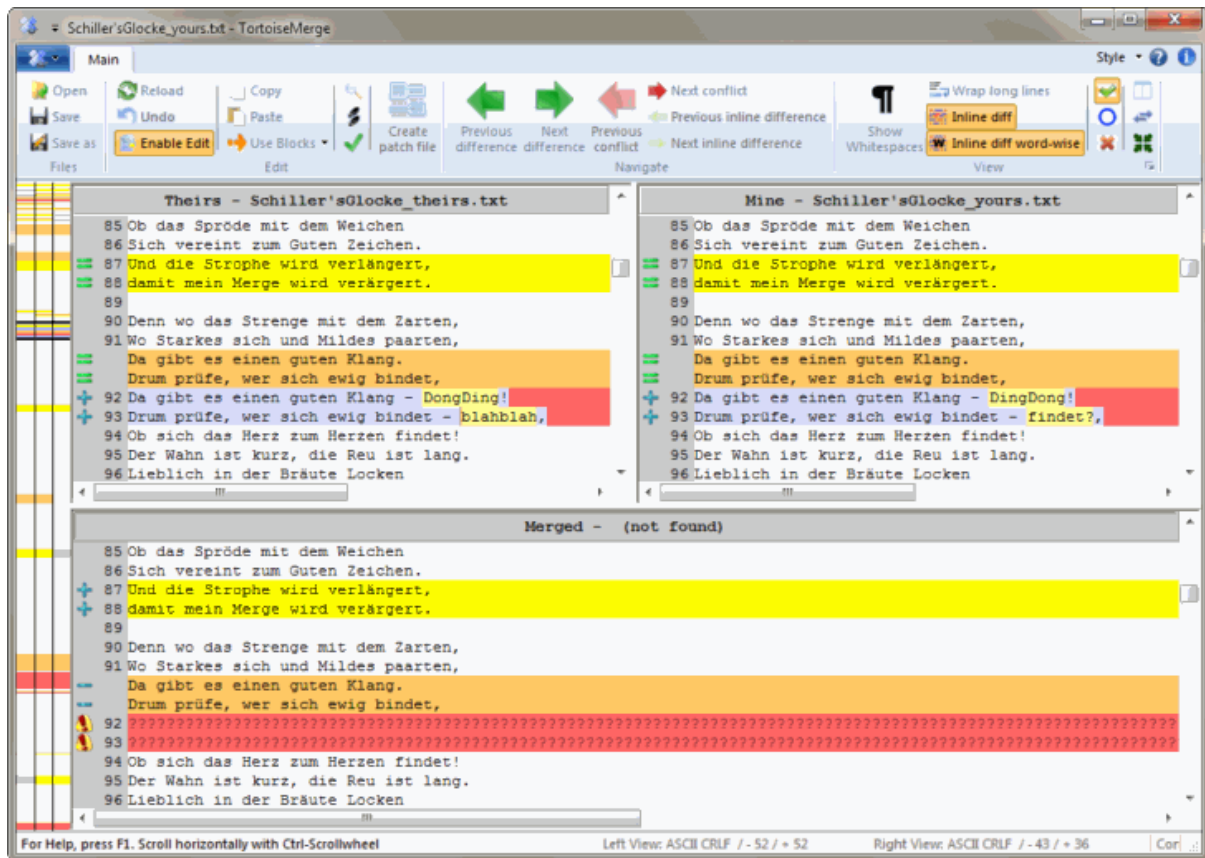 Schiller'sGlocke_yours.txt - TortoiseMerge
Main
Style
Open
Save
Save as
Files
Reload
Undo
Enable Edit
Copy
Paste
Use Blocks
Create patch file
Edit
Previous difference
Next difference
Previous conflict
Next conflict
Previous inline difference
Next inline difference
Navigate
Show Whitespaces
Wrap long lines
Inline diff
Inline diff word-wise
View
Theirs - Schiller'sGlocke_theirs.txt
85 Ob das Spröde mit dem Weichen
86 Sich vereint zum Guten Zeichen.
87 Und die Strophe wird verlängert,
88 damit mein Merge wird verärgert.
89
90 Denn wo das Strenge mit dem Zarten,
91 Wo Starkes sich und Mildes paarten,
Da gibt es einen guten Klang.
Drum prüfe, wer sich ewig bindet,
92 Da gibt es einen guten Klang - DongDing!
93 Drum prüfe, wer sich ewig bindet - blahblah,
94 Ob sich das Herz zum Herzen findet!
95 Der Wahn ist kurz, die Reu ist lang.
96 Lieblich in der Bräute Locken
Mine - Schiller'sGlocke_yours.txt
85 Ob das Spröde mit dem Weichen
86 Sich vereint zum Guten Zeichen.
87 Und die Strophe wird verlängert,
88 damit mein Merge wird verärgert.
89
90 Denn wo das Strenge mit dem Zarten,
91 Wo Starkes sich und Mildes paarten,
Da gibt es einen guten Klang.
Drum prüfe, wer sich ewig bindet,
92 Da gibt es einen guten Klang - DingDong!
93 Drum prüfe, wer sich ewig bindet - findet?,
94 Ob sich das Herz zum Herzen findet!
95 Der Wahn ist kurz, die Reu ist lang.
96 Lieblich in der Bräute Locken
Merged - (not found)
85 Ob das Spröde mit dem Weichen
86 Sich vereint zum Guten Zeichen.
87 Und die Strophe wird verlängert,
88 damit mein Merge wird verärgert.
89
90 Denn wo das Strenge mit dem Zarten,
91 Wo Starkes sich und Mildes paarten,
Da gibt es einen guten Klang.
Drum prüfe, wer sich ewig bindet,
92 ????????????????????????????????????????????????????????????????????????????????????????????????????????????
93 ????????????????????????????????????????????????????????????????????????????????????????????????????????????
94 Ob sich das Herz zum Herzen findet!
95 Der Wahn ist kurz, die Reu ist lang.
96 Lieblich in der Bräute Locken
For Help, press F1. Scroll horizontally with Ctrl-Scrollwheel
Left View: ASCII CRLF / - 52 / + 52
Right View: ASCII CRLF / - 43 / + 36